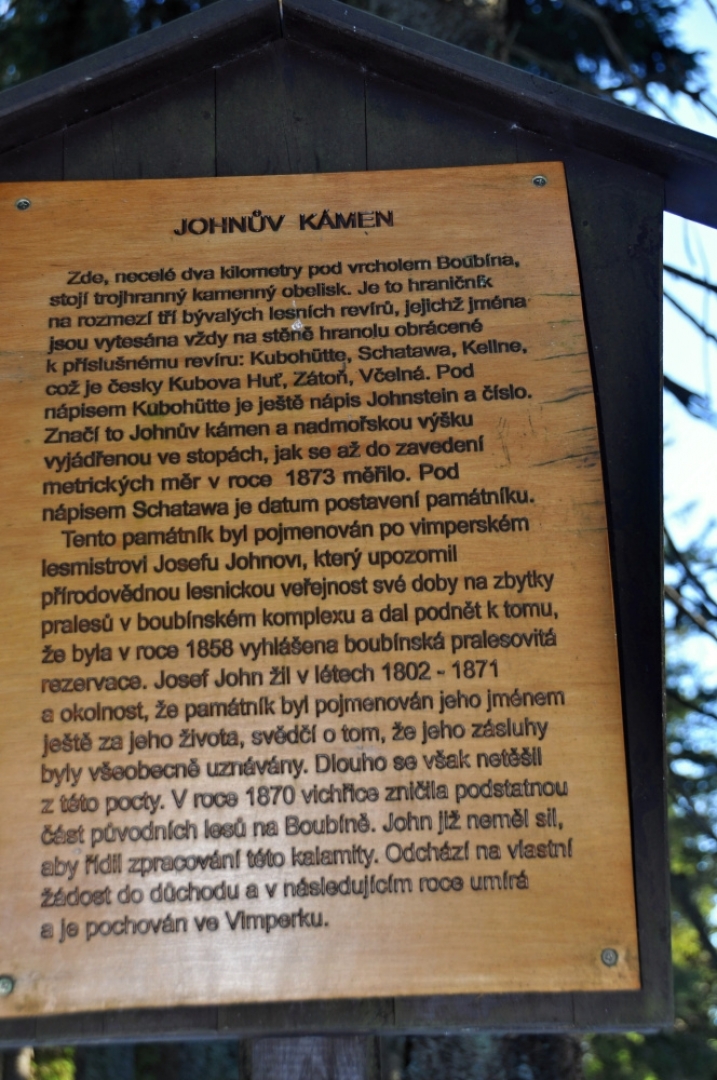 JOHNŮV KÁMEN
Zde, necelé dva kilometry pod vrcholem Boubína,
stojí trojhranný kamenný obelisk. Je to hraničník
na rozmezí tří bývalých lesních revírů, jejichž jména
jsou vytesána vždy na stěně hranolu obrácené
k příslušnému revíru: Kubohütte, Schatawa, Kellne,
což je česky Kubova Huť, Zátoň, Včelná. Pod
nápisem Kubohütte je ještě nápis Johnstein a číslo.
Značí to Johnův kámen a nadmořskou výšku
vyjádřenou ve stopách, jak se až do zavedení
metrických měr v roce 1873 měřilo. Pod
nápisem Schatawa je datum postavení památníku.
Tento památník byl pojmenován po vimperském
lesmistrovi Josefu Johnovi, který upozornil
přírodovědnou lesnickou veřejnost své doby na zbytky
pralesů v boubínském komplexu a dal podnět k tomu,
že byla v roce 1858 vyhlášena boubínská pralesovitá
rezervace. Josef John žil v létech 1802 - 1871
a okolnost, že památník byl pojmenován jeho jménem
ještě za jeho života, svědčí o tom, že jeho zásluhy
byly všeobecně uznávány. Dlouho se však netěšil
z této pocty. V roce 1870 vichřice zničila podstatnou
část původních lesů na Boubíně. John již neměl sil,
aby řídil zpracování této kalamity. Odchází na vlastní
žádost do důchodu a v následujícím roce umírá
a je pochován ve Vimperku.